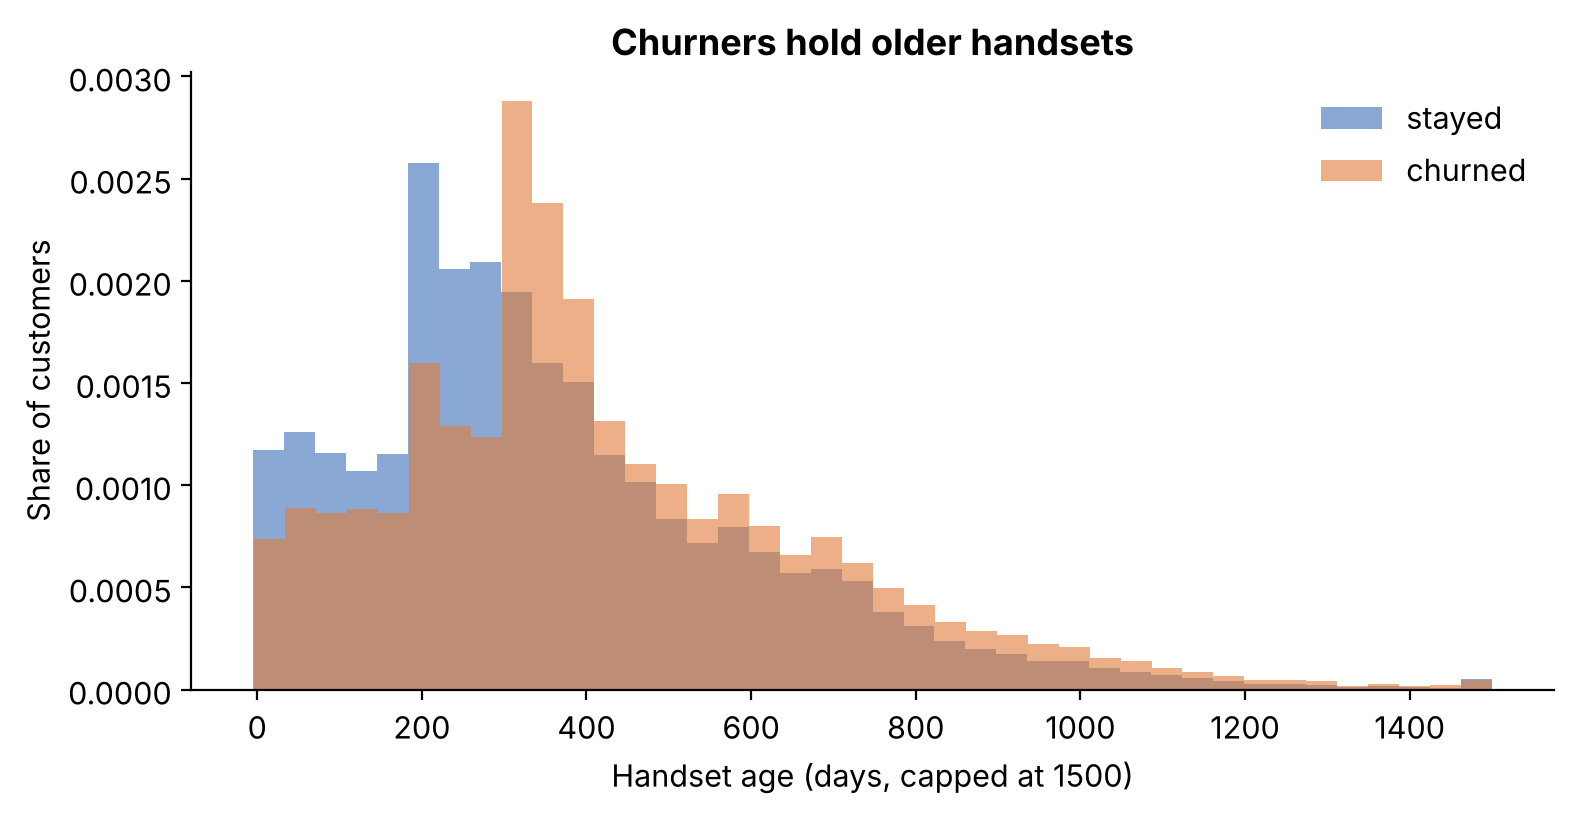 Churners hold older handsets
0.0030
0.0025
0.0020
0.0015
0.0010
0.0005
0.0000
Share of customers
stayed
churned
0 200 400 600 800 1000 1200 1400
Handset age (days, capped at 1500)